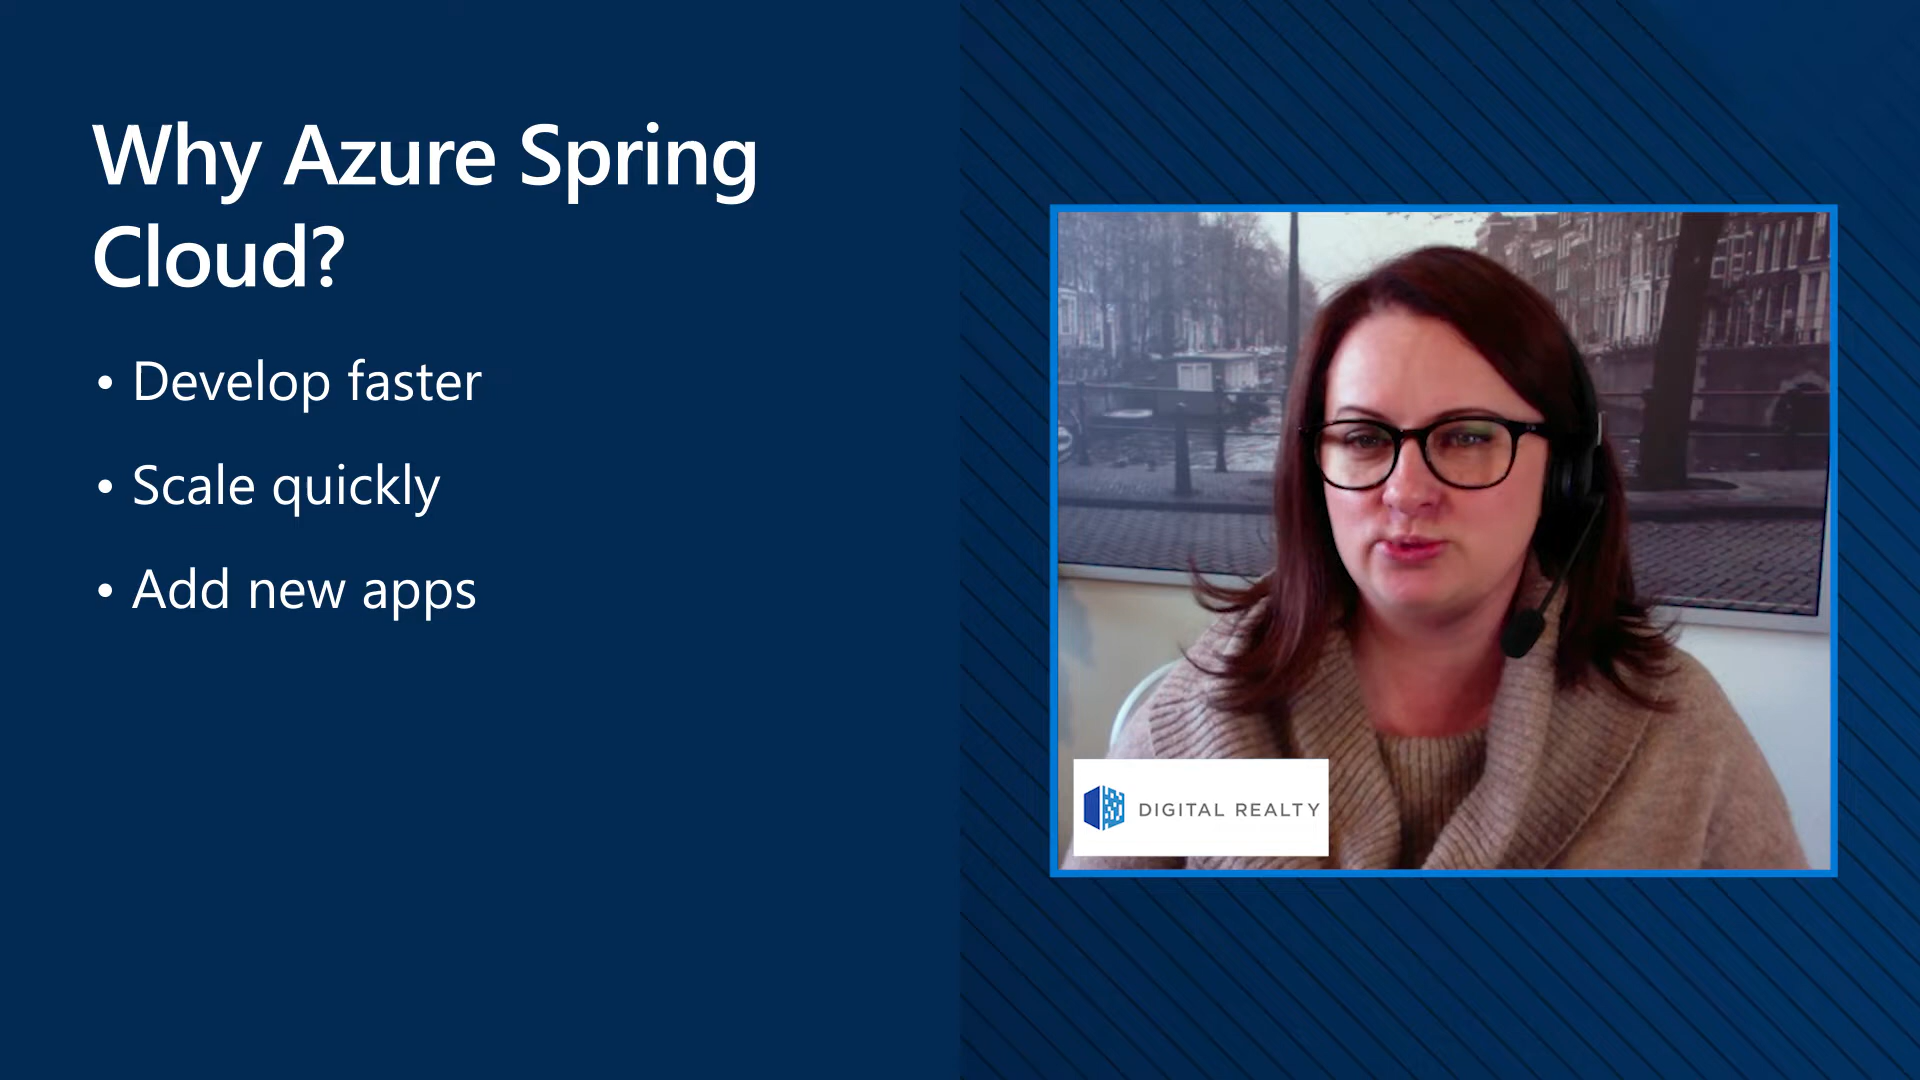 Why Azure Spring
Cloud?
• Develop faster
• Scale quickly
• Add new apps
DIGITAL REALTY